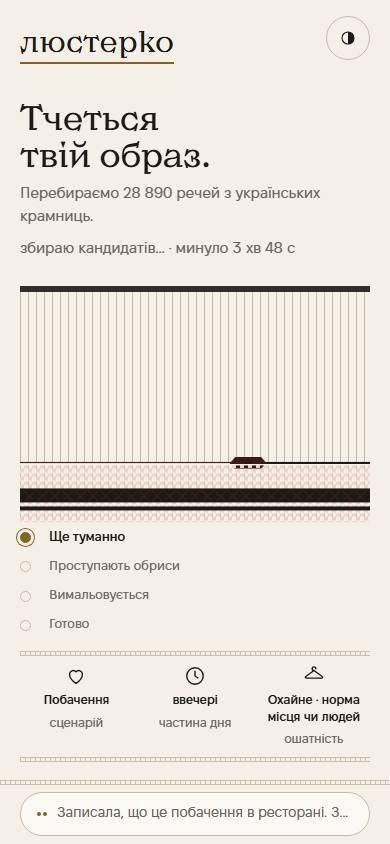 люстерко
Тчеться
твій образ.
Перебираємо 28 890 речей з українських
крамниць.
збираю кандидатів... · минуло 3 хв 48 с
Ще туманно
Проступають обриси
Вимальовується
Готово
Побачення
сценарій
ввечері
частина дня
Охайне · норма
місця чи людей
ошатність
Записала, що це побачення в ресторані. З...